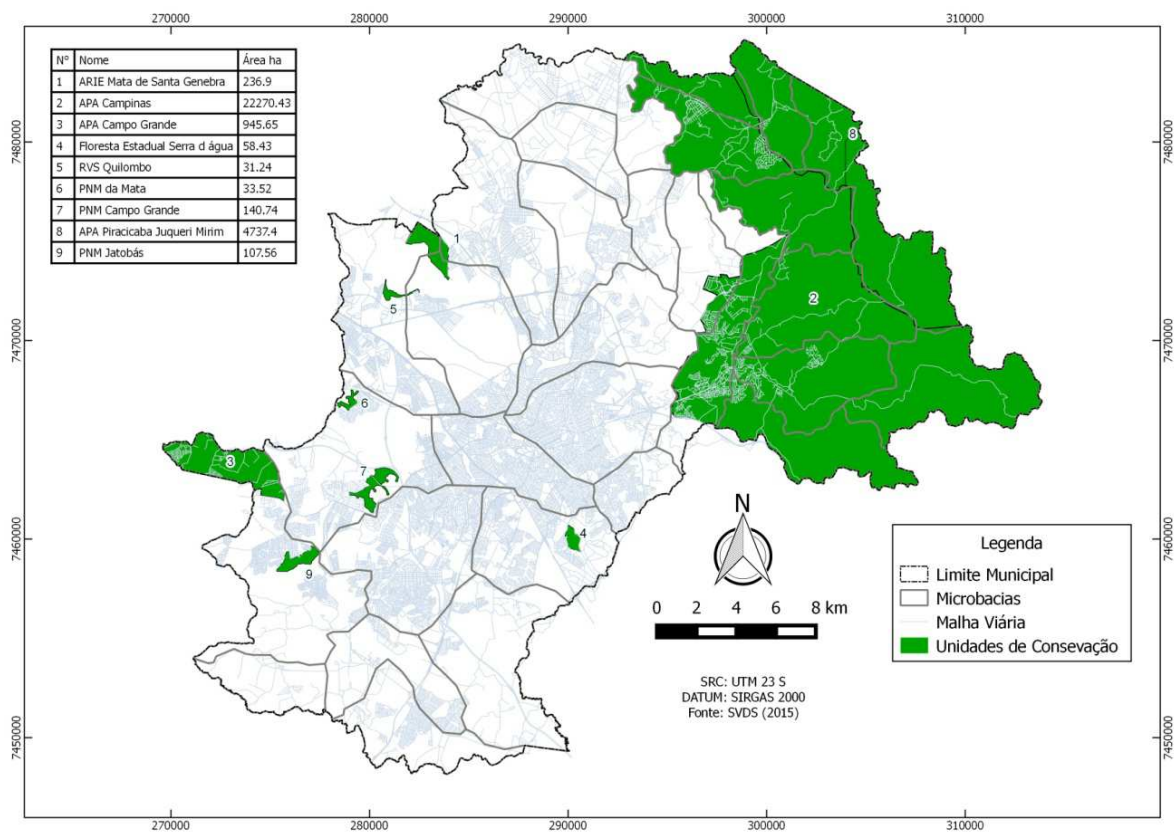 270000 280000 290000 300000 310000
Nº Nome Área ha
1 ARIE Mata de Santa Genebra 236.9
2 APA Campinas 22270.43
3 APA Campo Grande 945.65
4 Floresta Estadual Serra d água 58.43
5 RVS Quilombo 31.24
6 PNM da Mata 33.52
7 PNM Campo Grande 140.74
8 APA Piracicaba Juqueri Mirim 4737.4
9 PNM Jatobás 107.56
7480000
7470000
7460000
7450000
7480000
7470000
7460000
7450000
8
1
2
5
6
3
7
4
9
N
0 2 4 6 8 km
SRC: UTM 23 S
DATUM: SIRGAS 2000
Fonte: SVDS (2015)
Legenda
Limite Municipal
Microbacias
Malha Viária
Unidades de Consevação
270000 280000 290000 300000 310000